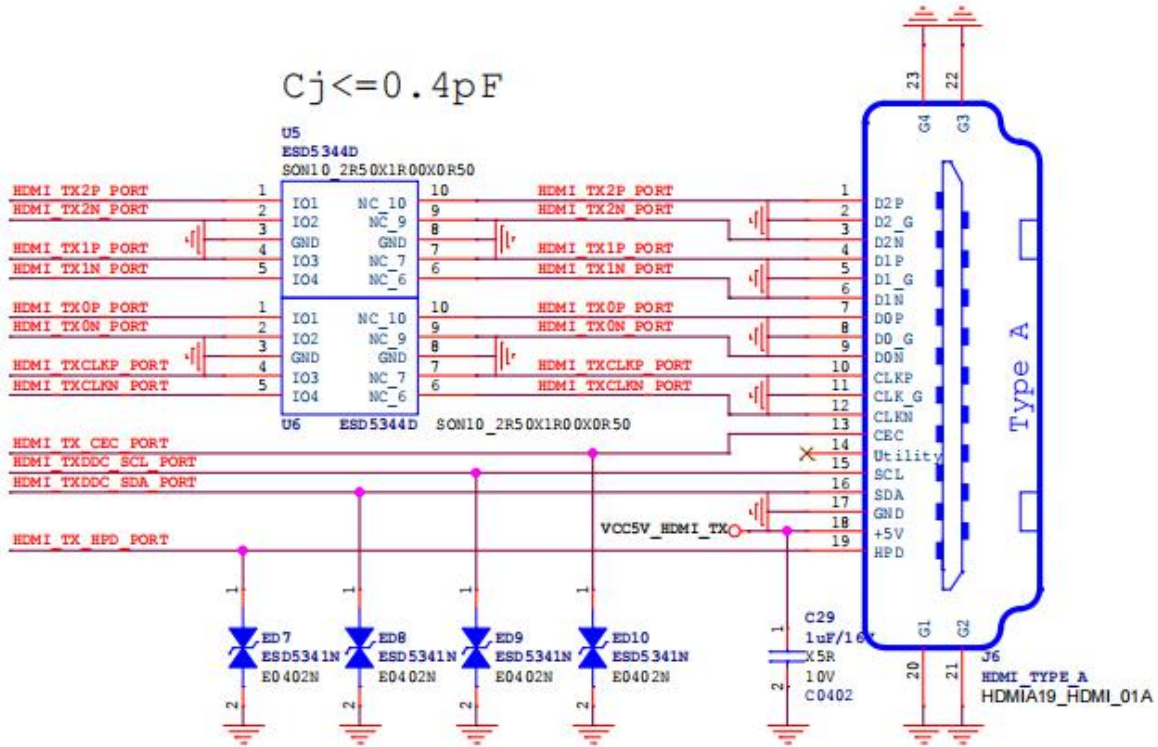 Cj<=0.4pF
U5
ESD5344D
SON10_2R50X1R00X0R50
HDMI_TX2P_PORT 1 IO1 NC_10 10 HDMI_TX2P_PORT 1 D2P
HDMI_TX2N_PORT 2 IO2 NC_9 9 HDMI_TX2N_PORT 2 D2_G
3 GND GND 8 3 D2N
HDMI_TX1P_PORT 4 IO3 NC_7 7 HDMI_TX1P_PORT 4 D1P
HDMI_TX1N_PORT 5 IO4 NC_6 6 HDMI_TX1N_PORT 5 D1_G
6 D1N
HDMI_TX0P_PORT 1 IO1 NC_10 10 HDMI_TX0P_PORT 7 D0P
HDMI_TX0N_PORT 2 IO2 NC_9 9 HDMI_TX0N_PORT 8 D0_G
3 GND GND 8 9 D0N
HDMI_TXCLKP_PORT 4 IO3 NC_7 7 HDMI_TXCLKP_PORT 10 CLKP
HDMI_TXCLKN_PORT 5 IO4 NC_6 6 HDMI_TXCLKN_PORT 11 CLK_G
12 CLKN
U6 ESD5344D SON10_2R50X1R00X0R50
HDMI_TX_CEC_PORT 13 CEC
14 Utility
HDMI_TXDDC_SCL_PORT 15 SCL
HDMI_TXDDC_SDA_PORT 16 SDA
17 GND
VCC5V_HDMI_TX 18 +5V
HDMI_TX_HPD_PORT 19 HPD
23 22
G4 G3
Type A
G1 G2
20 21
J6
HDMI_TYPE_A
HDMIA19_HDMI_01A
1 1 1 1
ED7 ED8 ED9 ED10
ESD5341N ESD5341N ESD5341N ESD5341N
E0402N E0402N E0402N E0402N
2 2 2 2
C29
1
X5R
10V
2
C0402